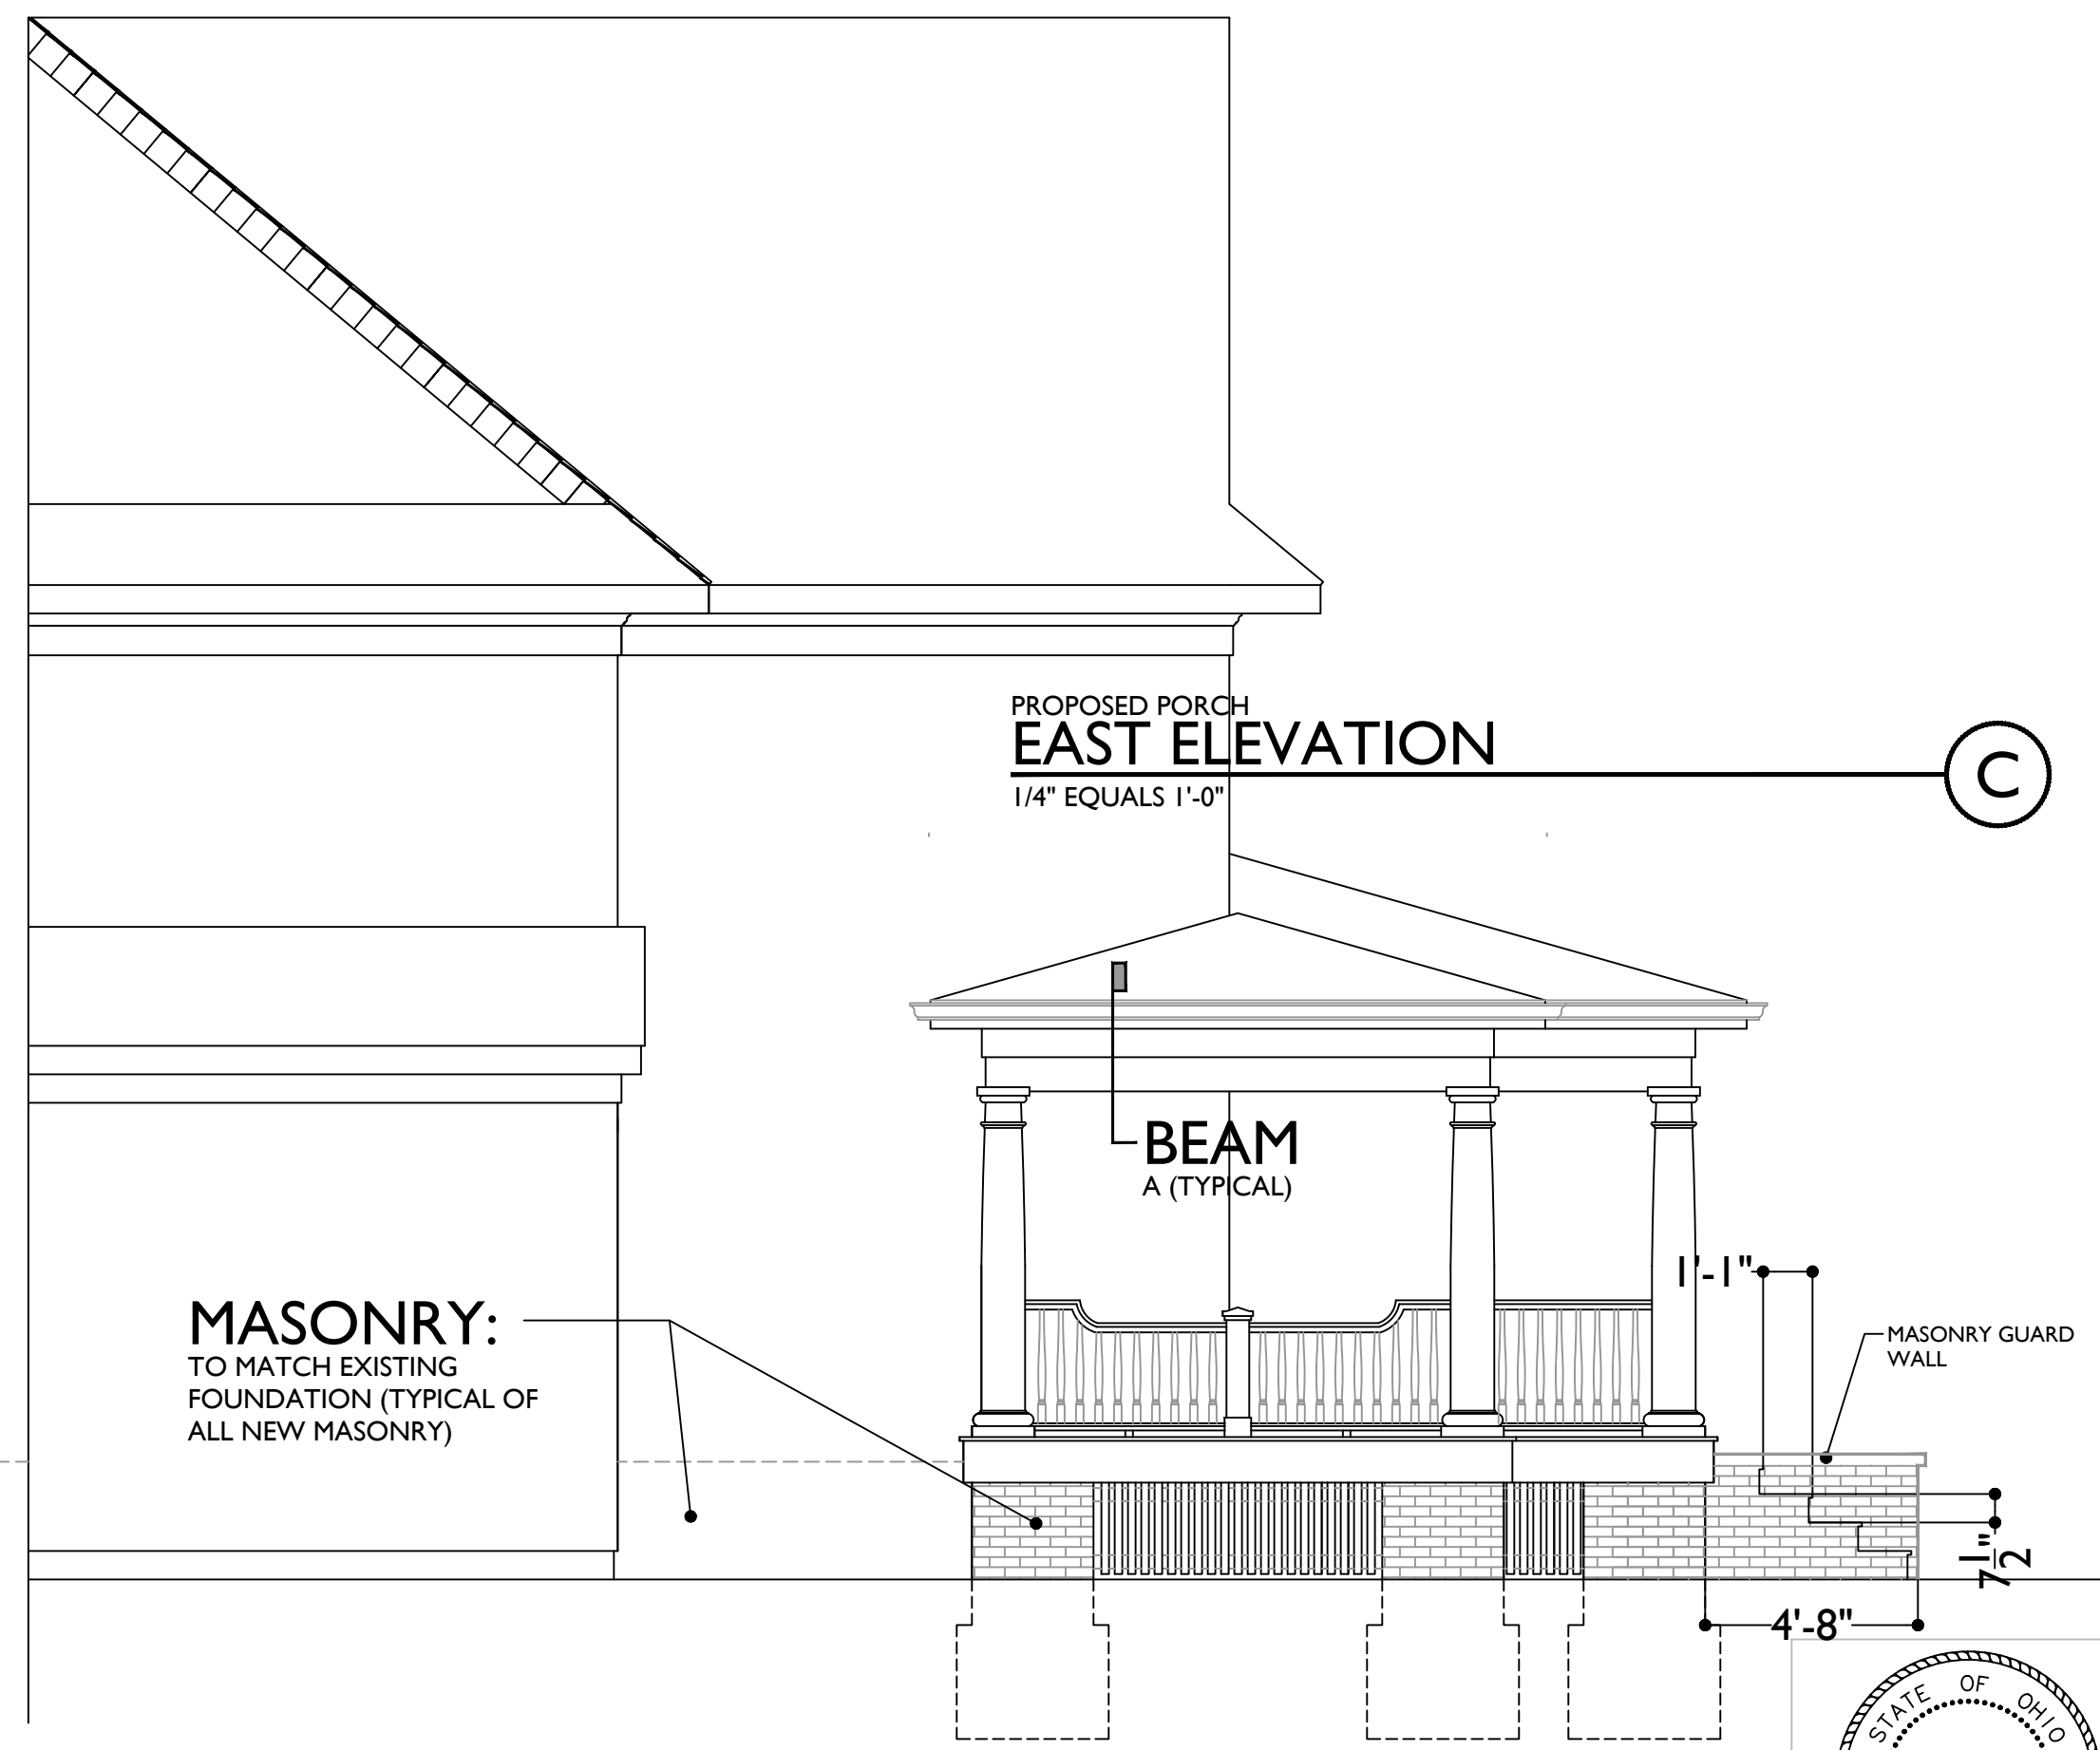 PROPOSED PORCH
EAST ELEVATION
1/4" EQUALS 1'-0"
C
BEAM
A (TYPICAL)
1'-1"
MASONRY:
TO MATCH EXISTING
FOUNDATION (TYPICAL OF
ALL NEW MASONRY)
MASONRY GUARD
WALL
7 1/2"
4'-8"
STATE OF OHIO